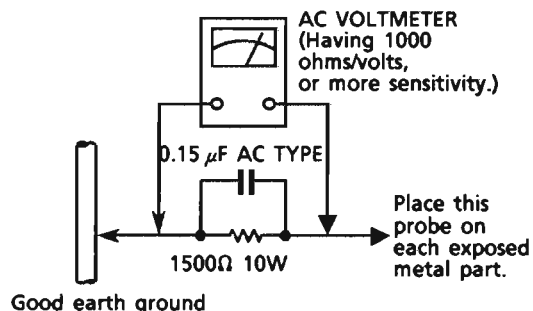 AC VOLTMETER
(Having 1000
ohms/volts,
or more sensitivity.)
0.15 μF AC TYPE
1500Ω 10W
Place this
probe on
each exposed
metal part.
Good earth ground